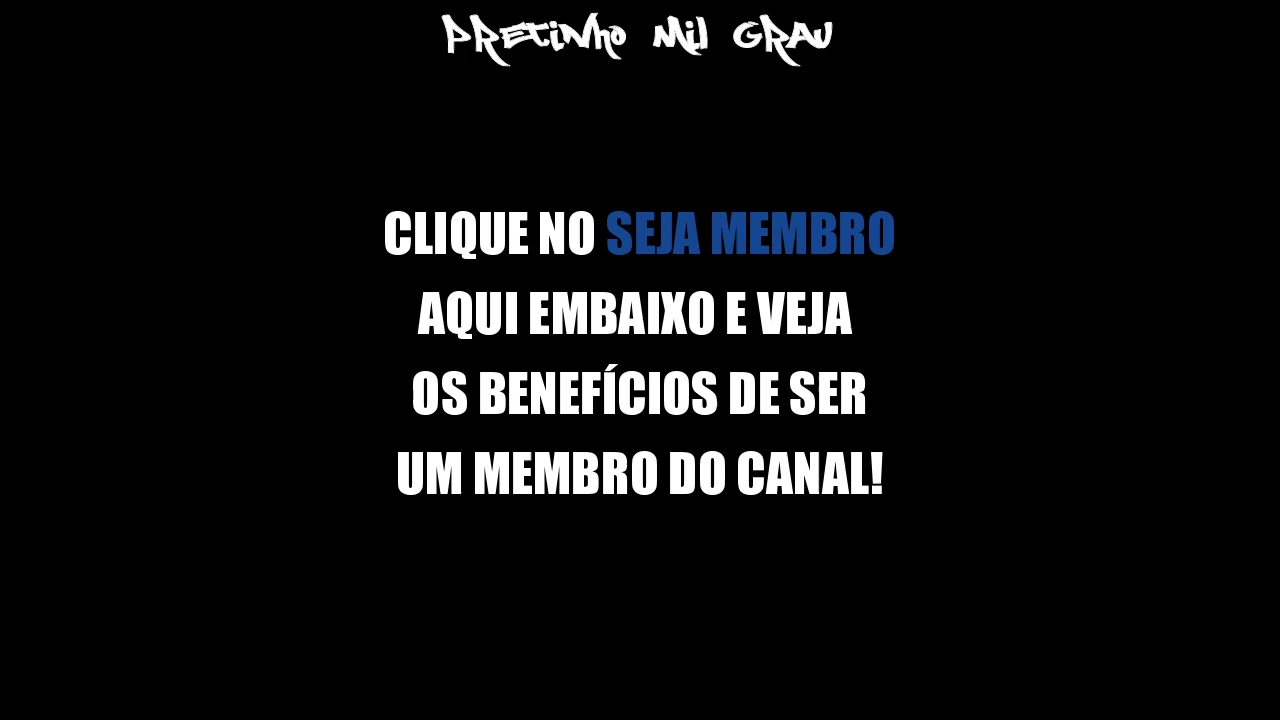 PRETINHO MIL GRAU
CLIQUE NO SEJA MEMBRO
AQUI EMBAIXO E VEJA
OS BENEFÍCIOS DE SER
UM MEMBRO DO CANAL!